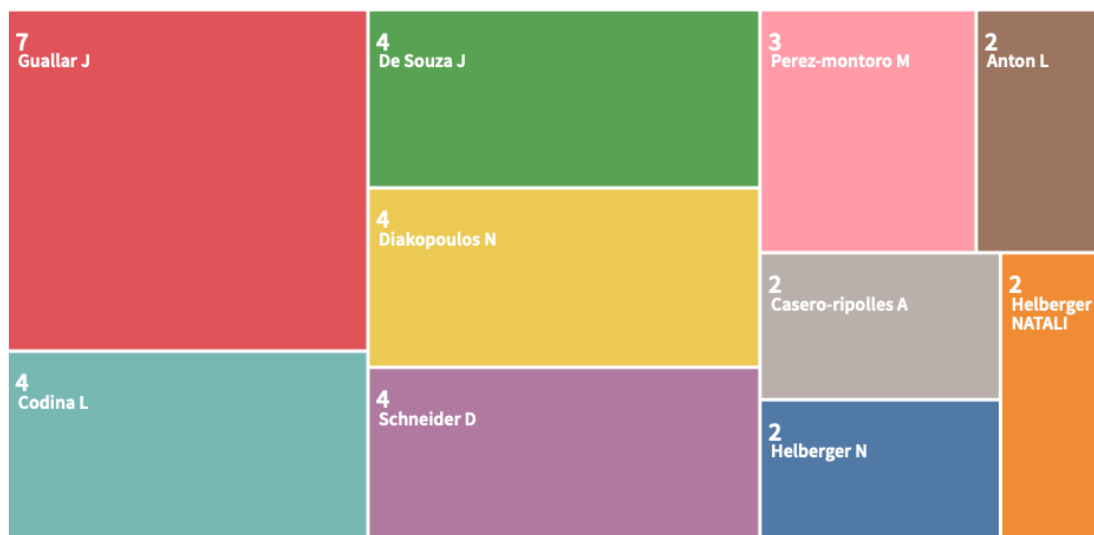 7
Guallar J
4
Codina L
4
De Souza J
4
Diakopoulos N
4
Schneider D
3
Perez-montoro M
2
Anton L
2
Casero-ripolles A
2
Helberger N
2
Helberger
NATALI